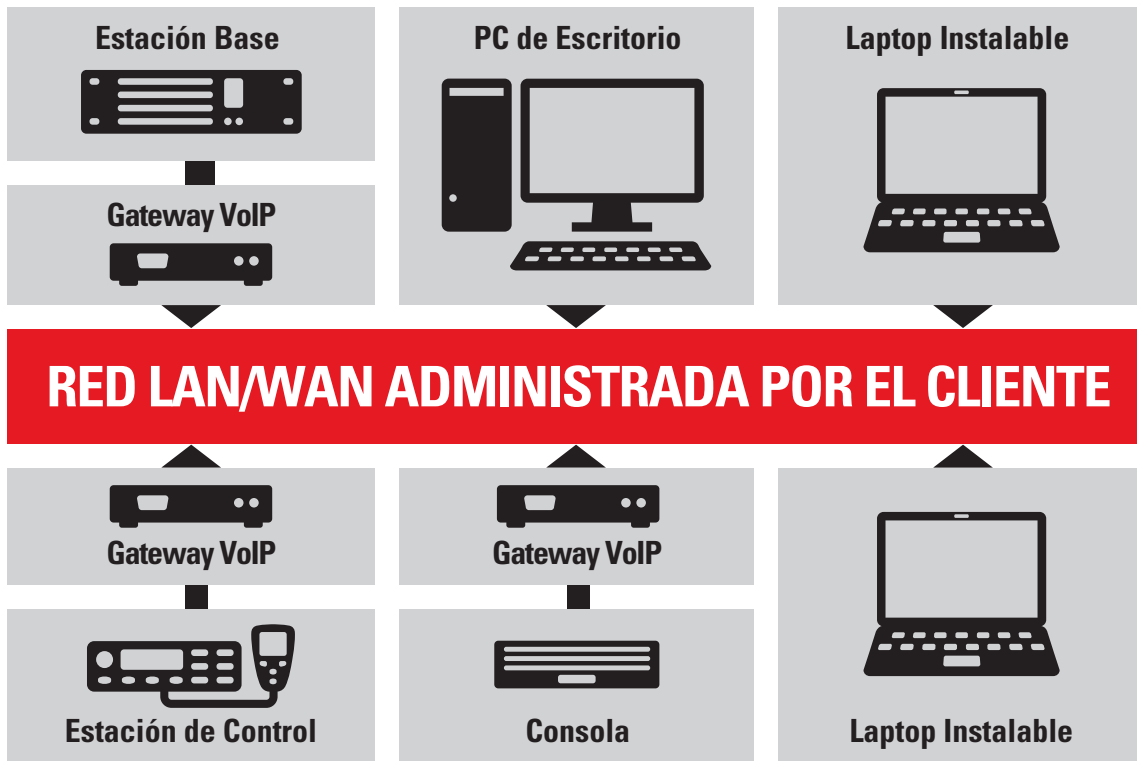 Estación Base
PC de Escritorio
Laptop Instalable
Gateway VoIP
RED LAN/WAN ADMINISTRADA POR EL CLIENTE
Gateway VoIP
Gateway VoIP
Estación de Control
Consola
Laptop Instalable